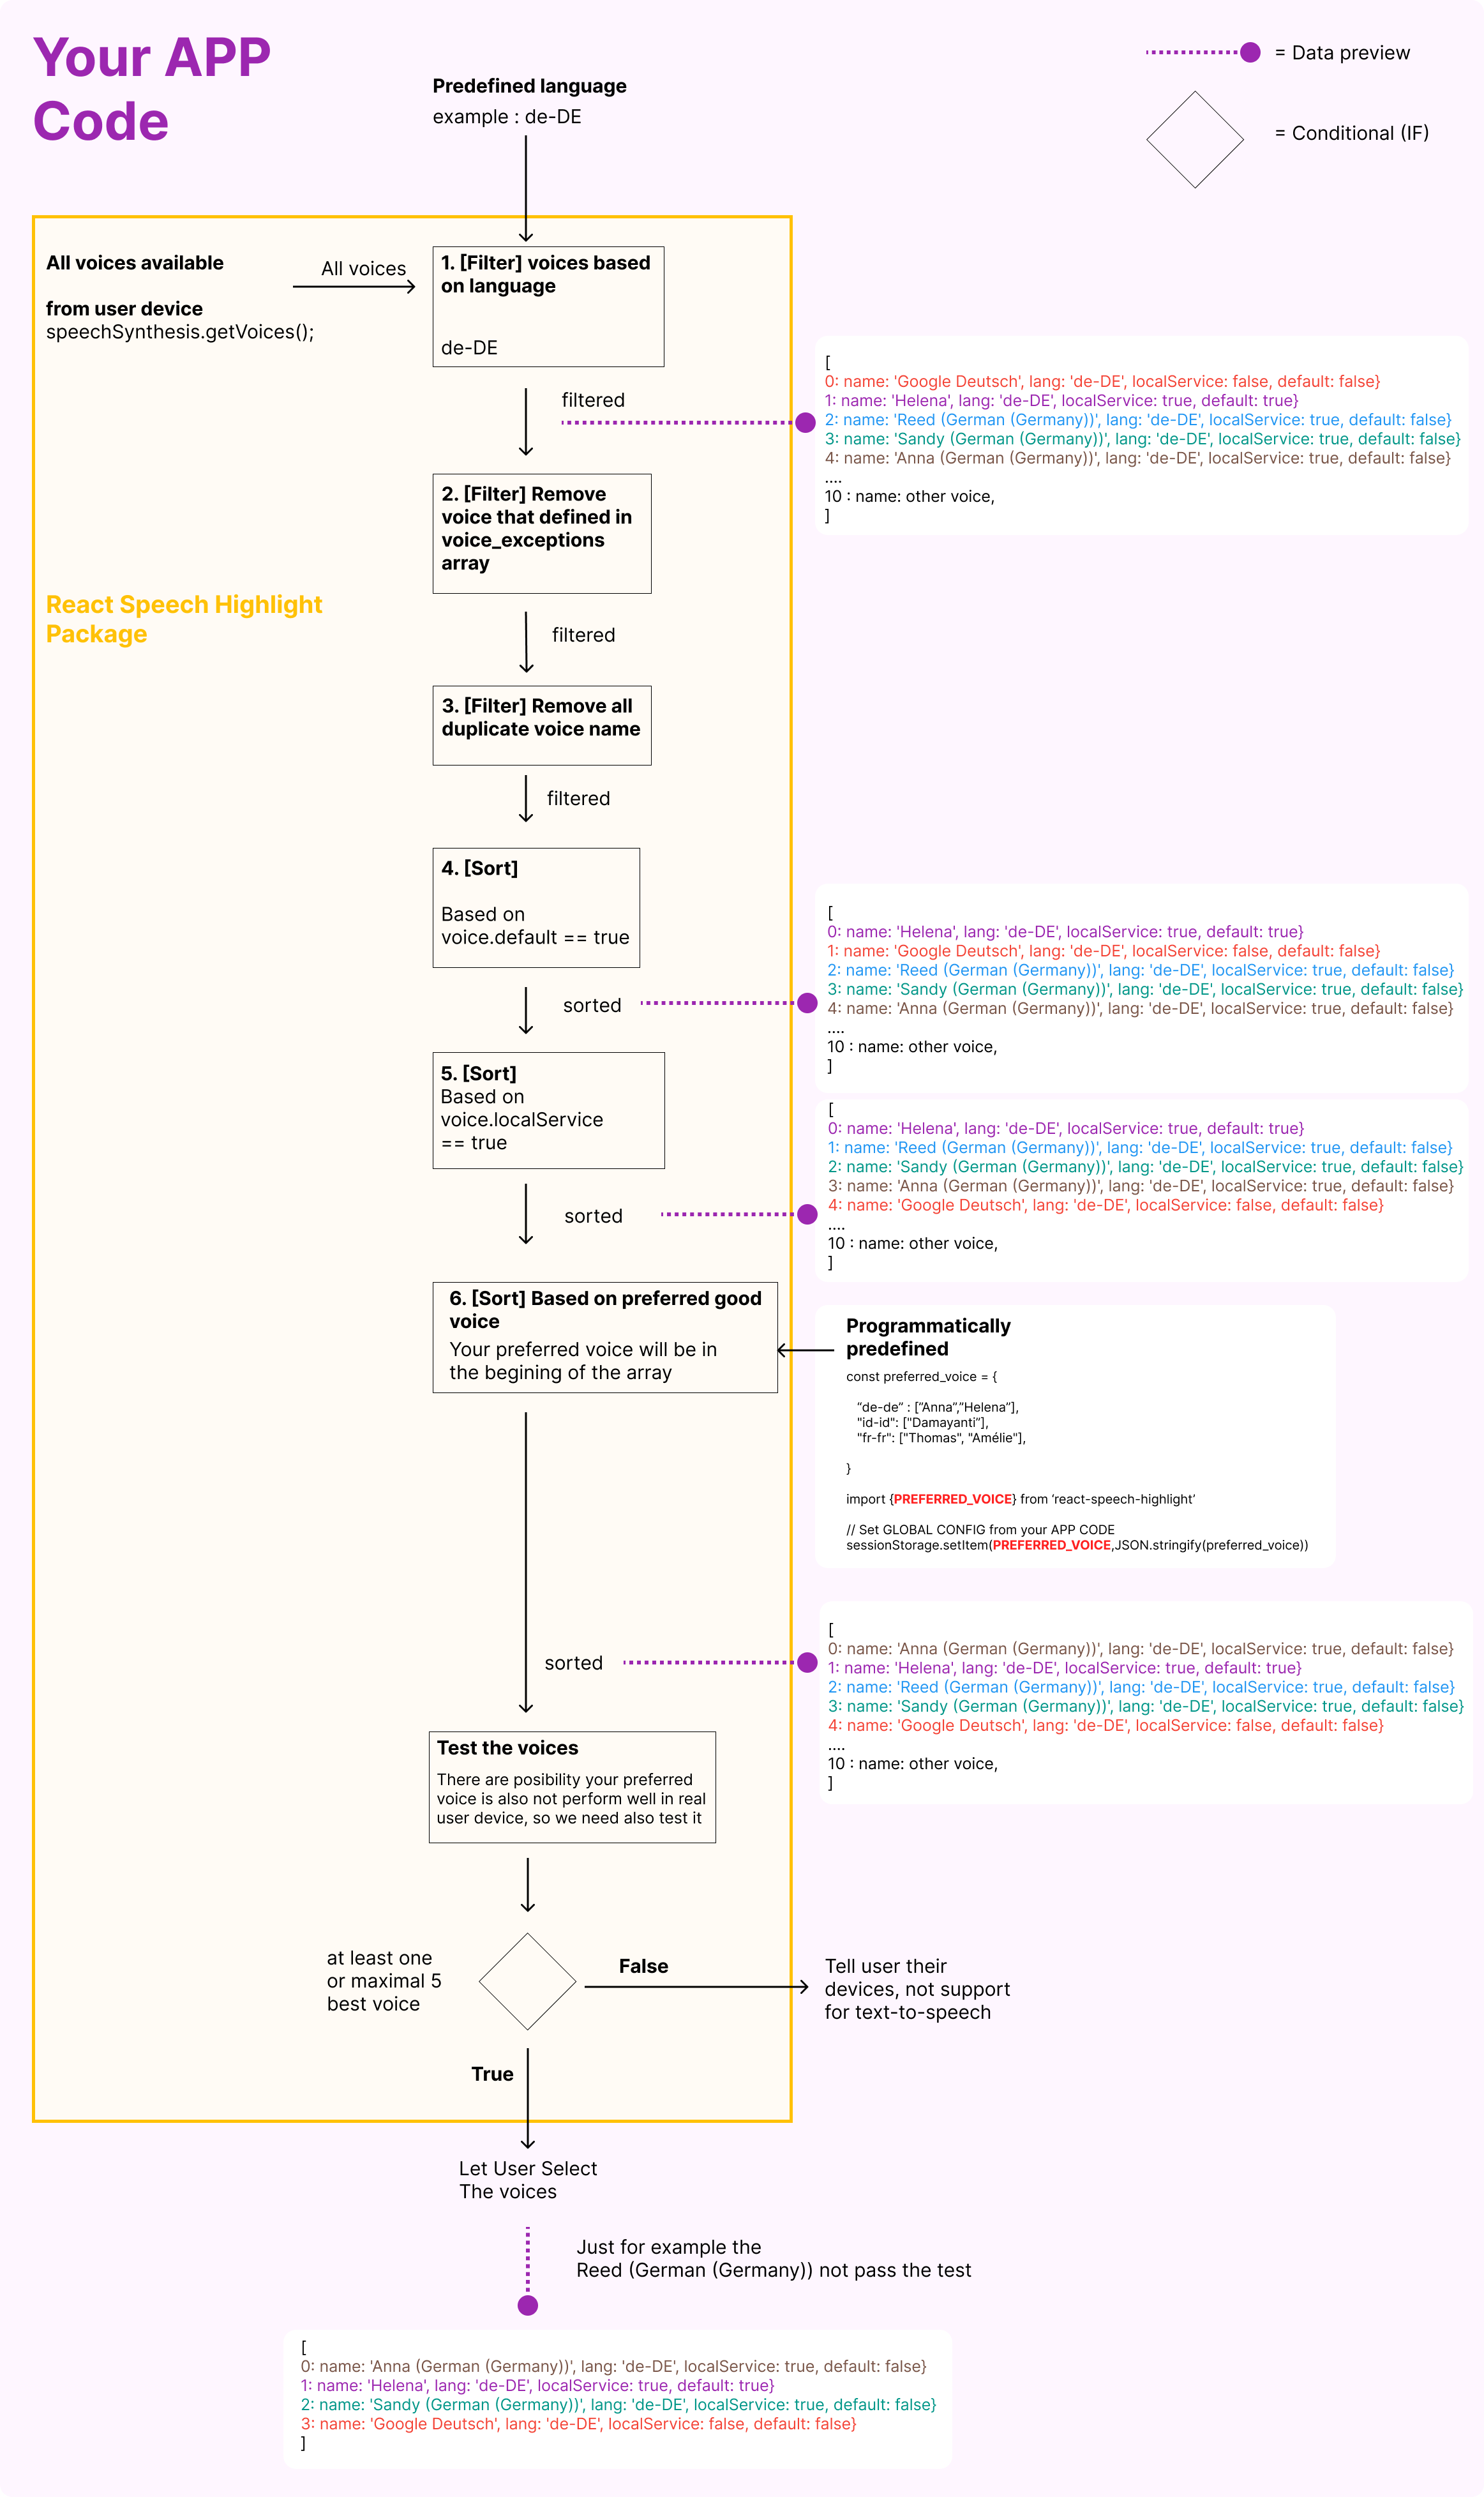 Your APP
Code
= Data preview
= Conditional (IF)
Predefined language
example : de-DE
All voices available
from user device
speechSynthesis.getVoices();
All voices
1. [Filter] voices based
on language
de-DE
filtered
[
0: name: 'Google Deutsch', lang: 'de-DE', localService: false, default: false}
1: name: 'Helena', lang: 'de-DE', localService: true, default: true}
2: name: 'Reed (German (Germany))', lang: 'de-DE', localService: true, default: false}
3: name: 'Sandy (German (Germany))', lang: 'de-DE', localService: true, default: false}
4: name: 'Anna (German (Germany))', lang: 'de-DE', localService: true, default: false}
....
10 : name: other voice,
]
2. [Filter] Remove
voice that defined in
voice_exceptions
array
React Speech Highlight
Package
filtered
3. [Filter] Remove all
duplicate voice name
filtered
4. [Sort]
Based on
voice.default == true
sorted
[
0: name: 'Helena', lang: 'de-DE', localService: true, default: true}
1: name: 'Google Deutsch', lang: 'de-DE', localService: false, default: false}
2: name: 'Reed (German (Germany))', lang: 'de-DE', localService: true, default: false}
3: name: 'Sandy (German (Germany))', lang: 'de-DE', localService: true, default: false}
4: name: 'Anna (German (Germany))', lang: 'de-DE', localService: true, default: false}
....
10 : name: other voice,
]
5. [Sort]
Based on
voice.localService
== true
sorted
[
0: name: 'Helena', lang: 'de-DE', localService: true, default: true}
1: name: 'Reed (German (Germany))', lang: 'de-DE', localService: true, default: false}
2: name: 'Sandy (German (Germany))', lang: 'de-DE', localService: true, default: false}
3: name: 'Anna (German (Germany))', lang: 'de-DE', localService: true, default: false}
4: name: 'Google Deutsch', lang: 'de-DE', localService: false, default: false}
....
10 : name: other voice,
]
6. [Sort] Based on preferred good
voice
Your preferred voice will be in
the begining of the array
Programmatically
predefined
const preferred_voice = {
“de-de” : [”Anna”,”Helena”],
"id-id": ["Damayanti”],
"fr-fr": ["Thomas", "Amélie"],
}
import {PREFERRED_VOICE} from ‘react-speech-highlight’
// Set GLOBAL CONFIG from your APP CODE
sessionStorage.setItem(PREFERRED_VOICE,JSON.stringify(preferred_voice))
sorted
[
0: name: 'Anna (German (Germany))', lang: 'de-DE', localService: true, default: false}
1: name: 'Helena', lang: 'de-DE', localService: true, default: true}
2: name: 'Reed (German (Germany))', lang: 'de-DE', localService: true, default: false}
3: name: 'Sandy (German (Germany))', lang: 'de-DE', localService: true, default: false}
4: name: 'Google Deutsch', lang: 'de-DE', localService: false, default: false}
....
10 : name: other voice,
]
Test the voices
There are posibility your preferred
voice is also not perform well in real
user device, so we need also test it
at least one
or maximal 5
best voice
False
Tell user their
devices, not support
for text-to-speech
True
Let User Select
The voices
Just for example the
Reed (German (Germany)) not pass the test
[
0: name: 'Anna (German (Germany))', lang: 'de-DE', localService: true, default: false}
1: name: 'Helena', lang: 'de-DE', localService: true, default: true}
2: name: 'Sandy (German (Germany))', lang: 'de-DE', localService: true, default: false}
3: name: 'Google Deutsch', lang: 'de-DE', localService: false, default: false}
]